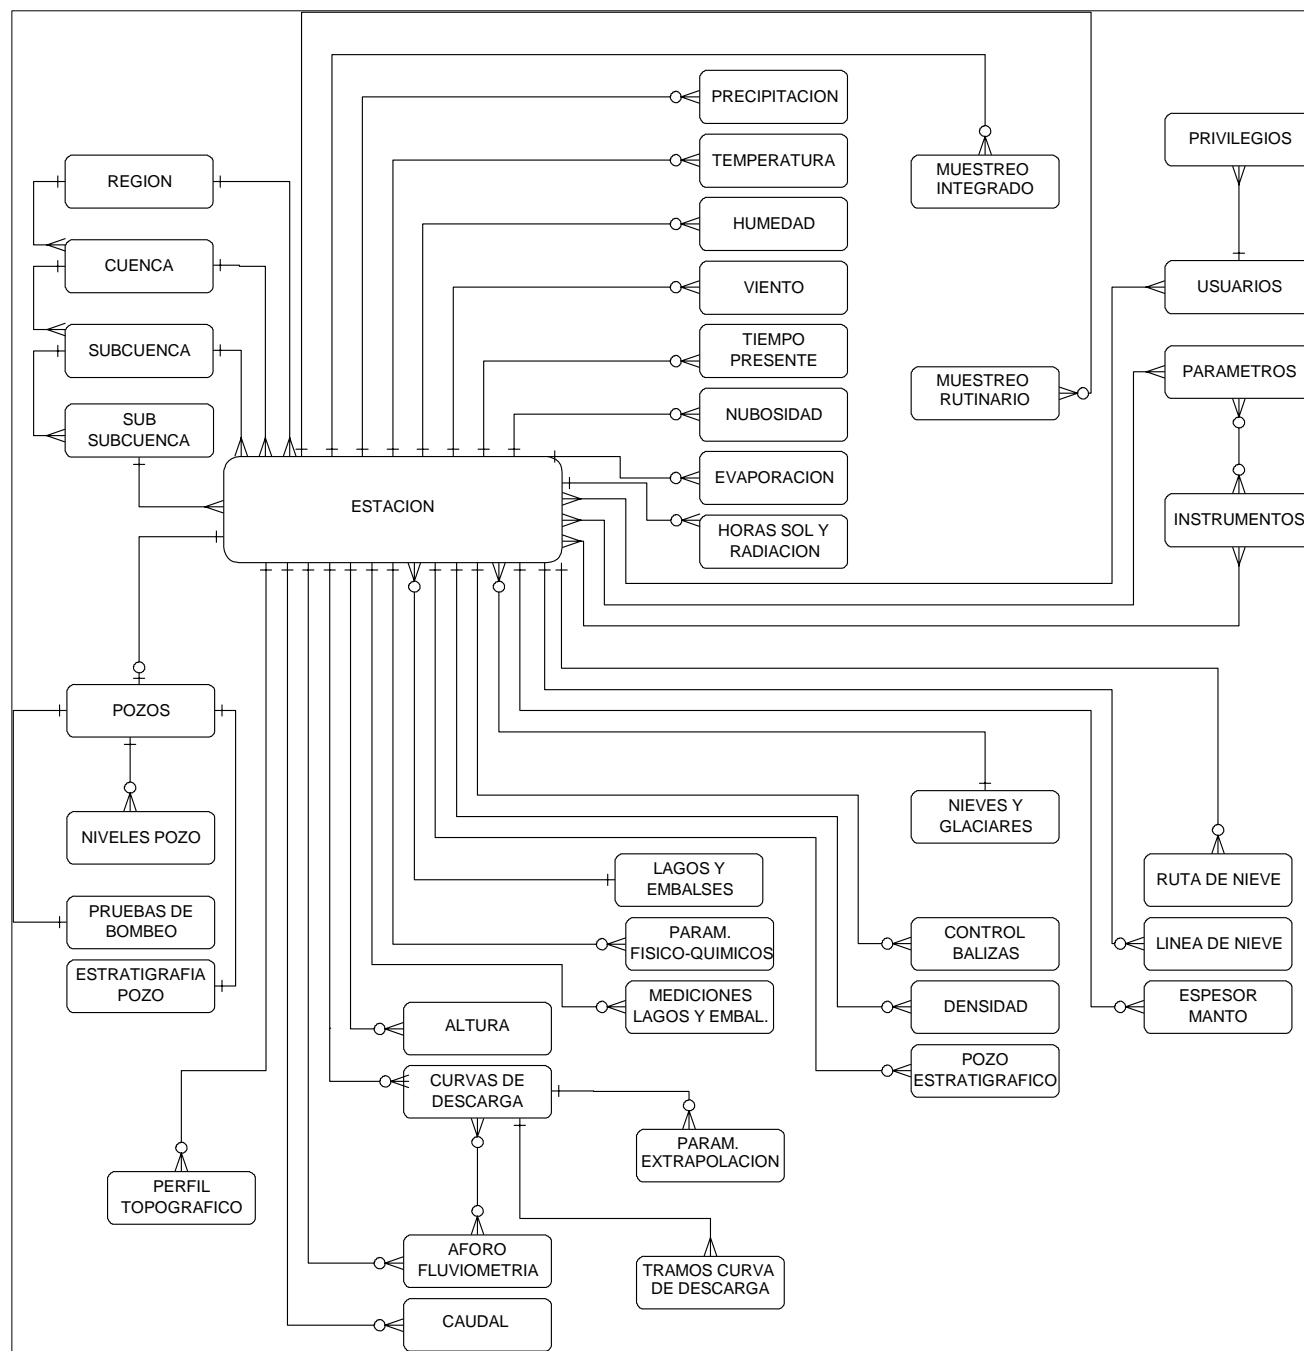 PRECIPITACION
TEMPERATURA
HUMEDAD
VIENTO
TIEMPO
PRESENTE
NUBOSIDAD
EVAPORACION
HORAS SOL Y
RADIACION
MUESTREO
INTEGRADO
MUESTREO
RUTINARIO
PRIVILEGIOS
USUARIOS
PARAMETROS
INSTRUMENTOS
REGION
CUENCA
SUBCUENCA
SUB
SUBCUENCA
ESTACION
POZOS
NIVELES POZO
PRUEBAS DE
BOMBEO
ESTRATIGRAFIA
POZO
PERFIL
TOPOGRAFICO
LAGOS Y
EMBALSES
PARAM.
FISICO-QUIMICOS
MEDICIONES
LAGOS Y EMBAL.
ALTURA
CURVAS DE
DESCARGA
PARAM.
EXTRAPOLACION
AFORO
FLUVIOMETRIA
TRAMOS CURVA
DE DESCARGA
CAUDAL
NIEVES Y
GLACIARES
CONTROL
BALIZAS
DENSIDAD
POZO
ESTRATIGRAFICO
RUTA DE NIEVE
LINEA DE NIEVE
ESPESOR
MANTO